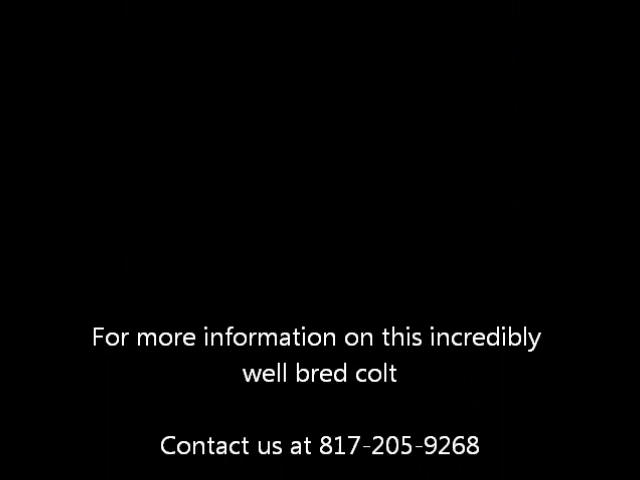 For more information on this incredibly
well bred colt
Contact us at 817-205-9268